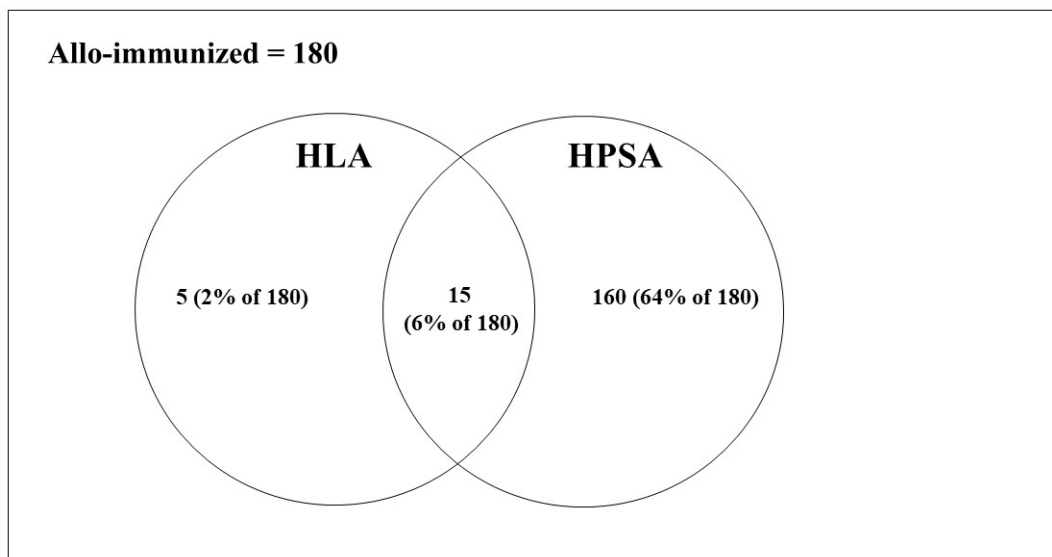 Allo-immunized = 180
HLA
HPSA
5 (2% of 180)
15
(6% of 180)
160 (64% of 180)